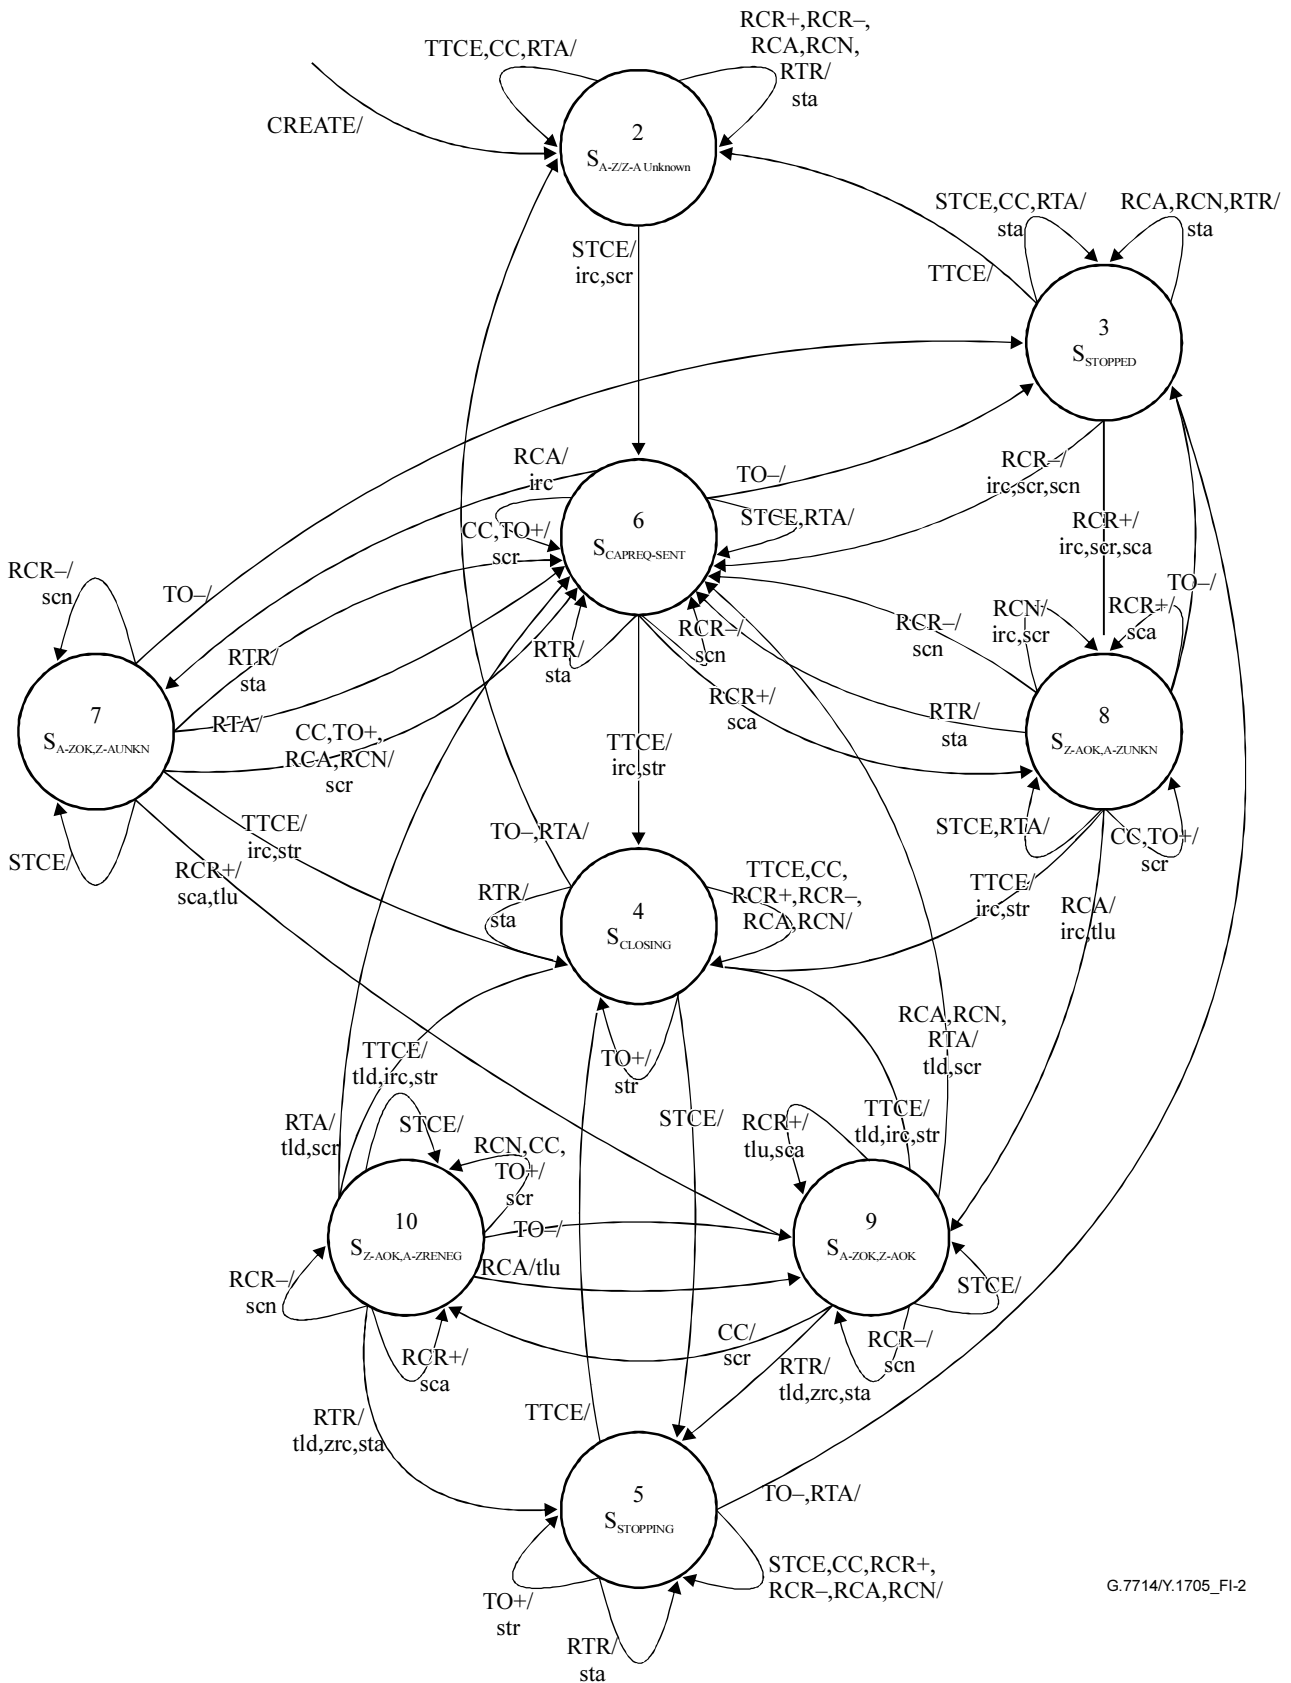 RCR+,RCR–,
TTCE,CC,RTA/
RCA,RCN,
RTR/
sta
CREATE/
2
S A-Z/Z-A Unknown
STCE/
irc,scr
STCE,CC,RTA/
sta
RCA,RCN,RTR/
sta
TTCE/
3
S STOPPED
RCA/
irc
TO–/
RCR–/
irc,scr,scn
CC,TO+/
scr
6
S CAPREQ-SENT
STCE,RTA/
RCR+/
irc,scr,sca
RCR–/
scn
TO–/
TO–/
RTR/
sta
RTR/
sta
RCR–/
scn
RCR–/
scn
RCN/
irc,scr
RCR+/
sca
7
S A-ZOK,Z-AUNKN
RTA/
RCR+/
sca
RTR/
sta
8
S Z-AOK,A-ZUNKN
CC,TO+,
RCA,RCN/
scr
TTCE/
irc,str
STCE/
TTCE/
irc,str
RCR+/
sca,tlu
TO–,RTA/
STCE,RTA/
CC,TO+/
scr
RTR/
sta
4
S CLOSING
TTCE,CC,
RCR+,RCR–,
RCA,RCN/
TTCE/
irc,str
RCA/
irc,tlu
TTCE/
tld,irc,str
TO+/
str
RCA,RCN,
RTA/
tld,scr
RTA/
tld,scr
STCE/
RCN,CC,
TO+/
scr
STCE/
RCR+/
tlu,sca
TTCE/
tld,irc,str
10
S Z-AOK,A-ZRENEG
TO–/
RCA/tlu
9
S A-ZOK,Z-AOK
RCR–/
scn
STCE/
RCR+/
sca
CC/
scr
RTR/
tld,zrc,sta
RCR–/
scn
RTR/
tld,zrc,sta
TTCE/
5
S STOPPING
TO–,RTA/
TO+/
str
RTR/
sta
STCE,CC,RCR+,
RCR–,RCA,RCN/
G.7714/Y.1705_FI-2